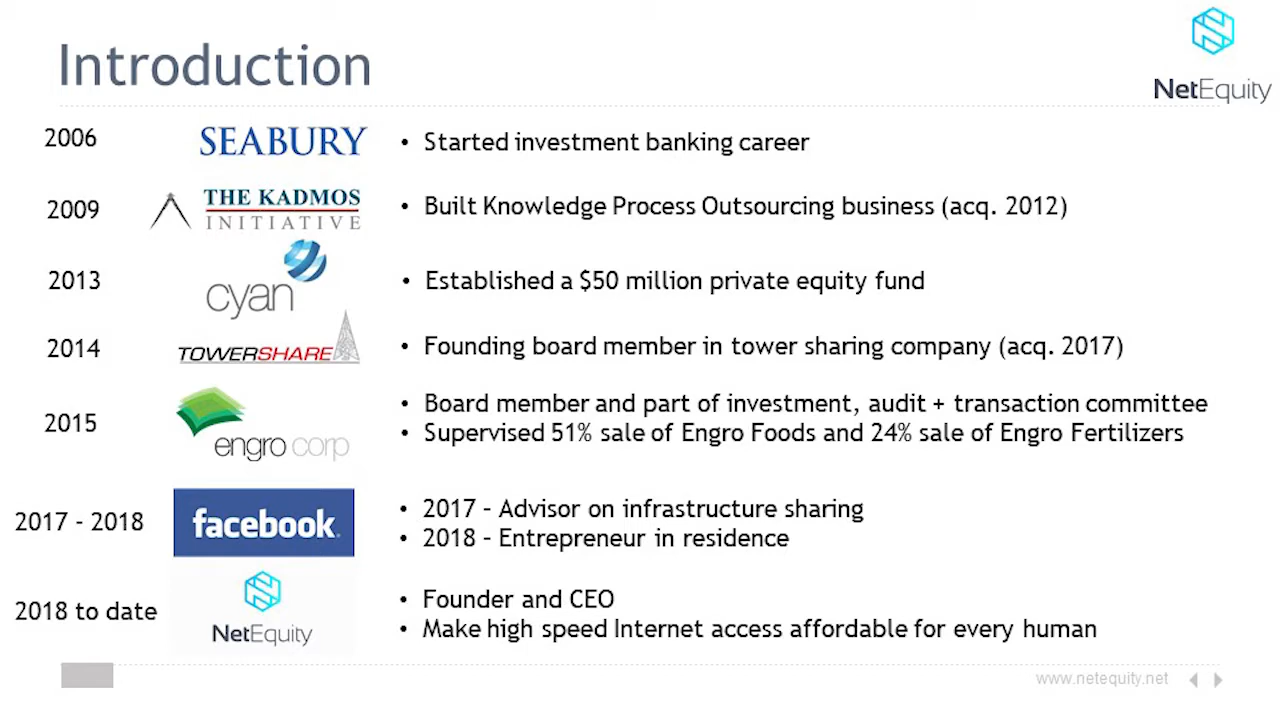 Introduction
NetEquity
2006
SEABURY
• Started investment banking career
2009
THE KADMOS
INITIATIVE
• Built Knowledge Process Outsourcing business (acq. 2012)
2013
cyan
• Established a $50 million private equity fund
2014
TOWERSHARE
• Founding board member in tower sharing company (acq. 2017)
2015
engro corp
• Board member and part of investment, audit + transaction committee
• Supervised 51% sale of Engro Foods and 24% sale of Engro Fertilizers
2017 - 2018
facebook
• 2017 – Advisor on infrastructure sharing
• 2018 – Entrepreneur in residence
2018 to date
NetEquity
• Founder and CEO
• Make high speed Internet access affordable for every human
www.netequity.net